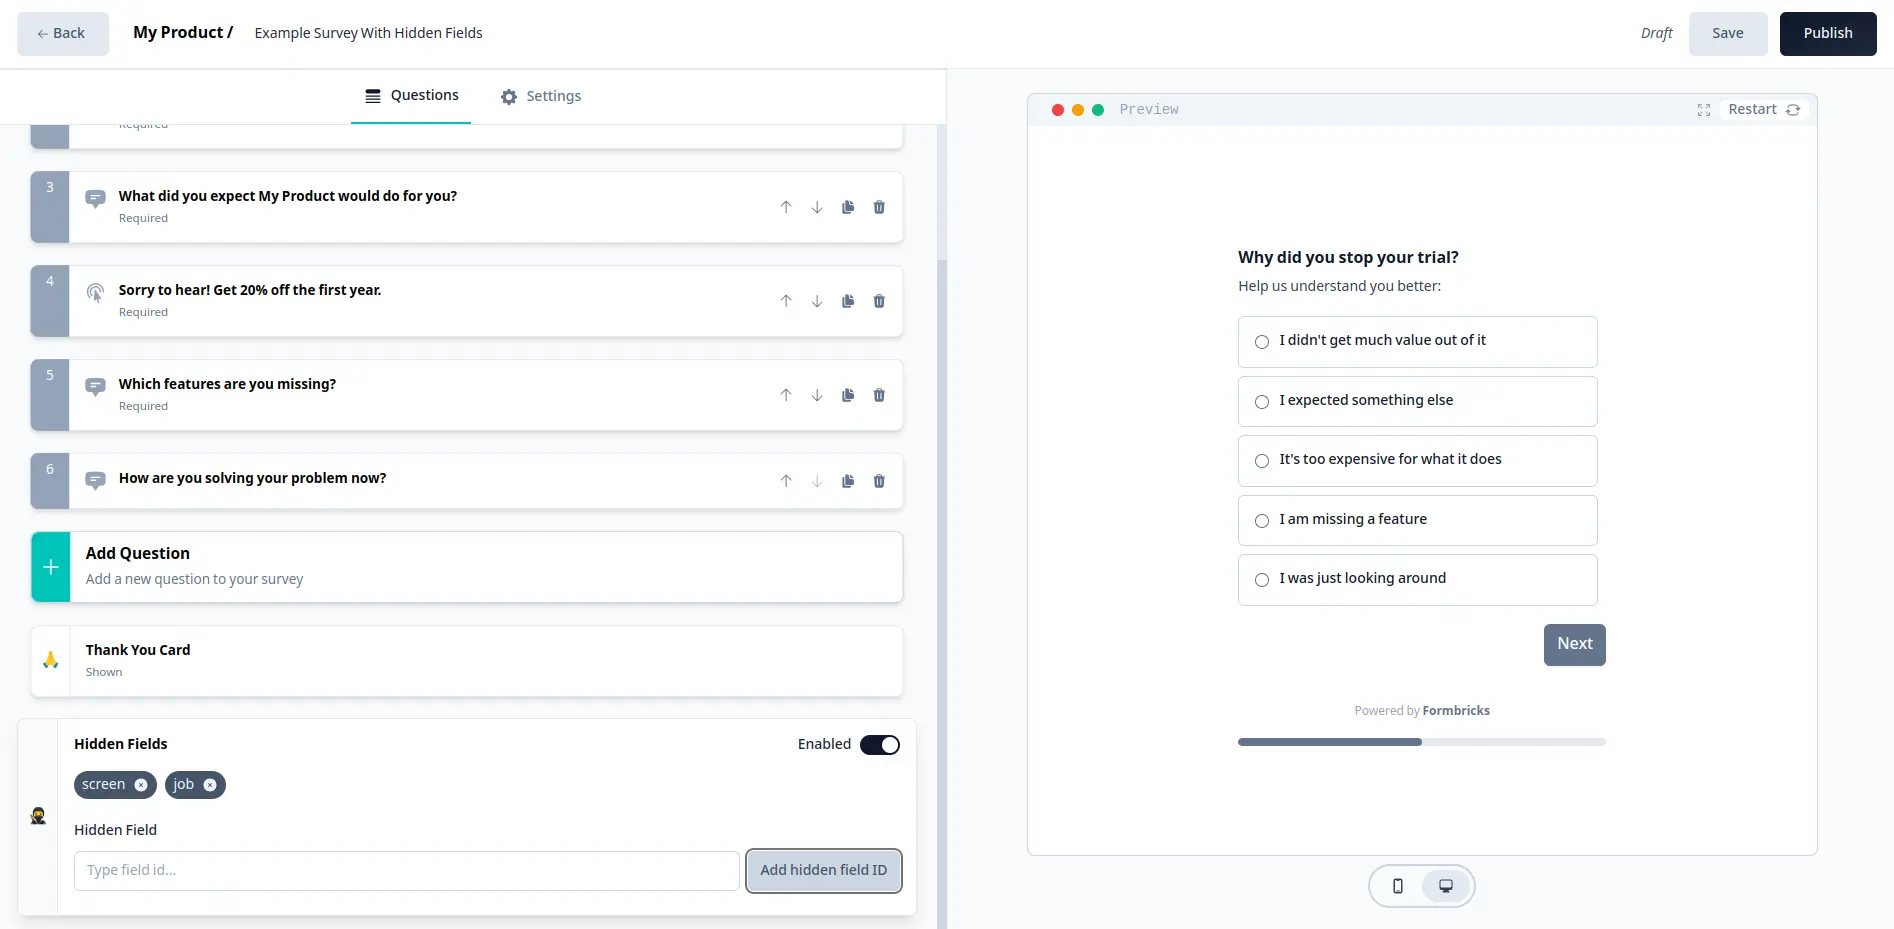 ← Back
My Product /
Example Survey With Hidden Fields
Draft
Save
Publish
Questions
Settings
Required
3
What did you expect My Product would do for you?
Required
4
Sorry to hear! Get 20% off the first year.
Required
5
Which features are you missing?
Required
6
How are you solving your problem now?
Add Question
Add a new question to your survey
Thank You Card
Shown
Hidden Fields
Enabled
screen
job
Hidden Field
Type field id...
Add hidden field ID
Preview
Restart
Why did you stop your trial?
Help us understand you better:
I didn't get much value out of it
I expected something else
It's too expensive for what it does
I am missing a feature
I was just looking around
Next
Powered by Formbricks